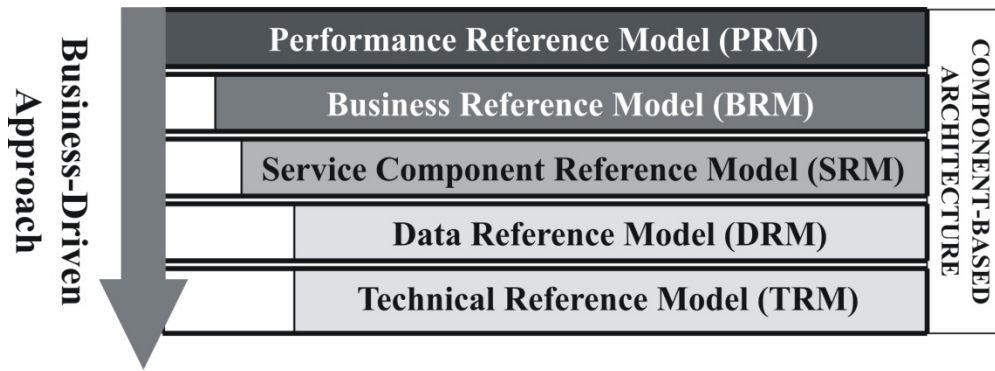 Business-Driven
Approach
Performance Reference Model (PRM)
Business Reference Model (BRM)
Service Component Reference Model (SRM)
Data Reference Model (DRM)
Technical Reference Model (TRM)
COMPONENT-BASED
ARCHITECTURE